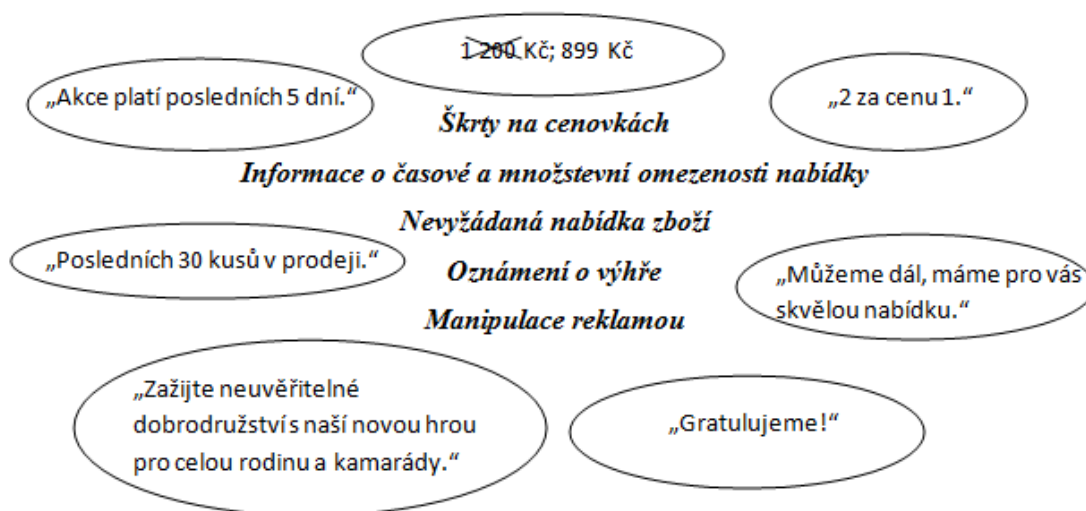 1 200 Kč; 899 Kč
„Akce platí posledních 5 dní.“
„2 za cenu 1.“
Škrty na cenovkách
Informace o časové a množstevní omezenosti nabídky
Nevyžádaná nabídka zboží
„Posledních 30 kusů v prodeji.“
Oznámení o výhře
„Můžeme dál, máme pro vás
skvělou nabídku.“
Manipulace reklamou
„Zažijte neuvěřitelné
dobrodružství s naší novou hrou
pro celou rodinu a kamarády.“
„Gratulujeme!“